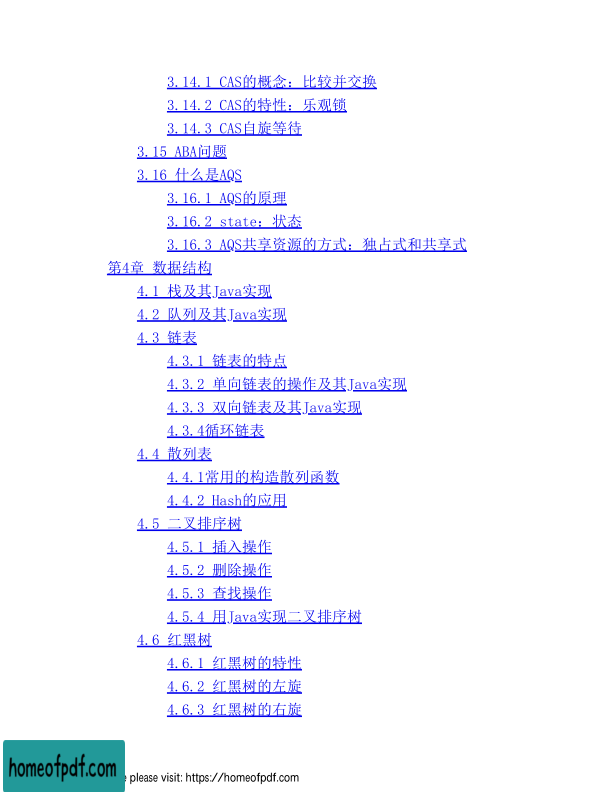 3.14.1 CAS的概念：比较并交换
3.14.2 CAS的特性：乐观锁
3.14.3 CAS自旋等待
3.15 ABA问题
3.16 什么是AQS
3.16.1 AQS的原理
3.16.2 state：状态
3.16.3 AQS共享资源的方式：独占式和共享式
第4章 数据结构
4.1 栈及其Java实现
4.2 队列及其Java实现
4.3 链表
4.3.1 链表的特点
4.3.2 单向链表的操作及其Java实现
4.3.3 双向链表及其Java实现
4.3.4循环链表
4.4 散列表
4.4.1常用的构造散列函数
4.4.2 Hash的应用
4.5 二叉排序树
4.5.1 插入操作
4.5.2 删除操作
4.5.3 查找操作
4.5.4 用Java实现二叉排序树
4.6 红黑树
4.6.1 红黑树的特性
4.6.2 红黑树的左旋
4.6.3 红黑树的右旋
homeofpdf.com
please visit: https://homeofpdf.com